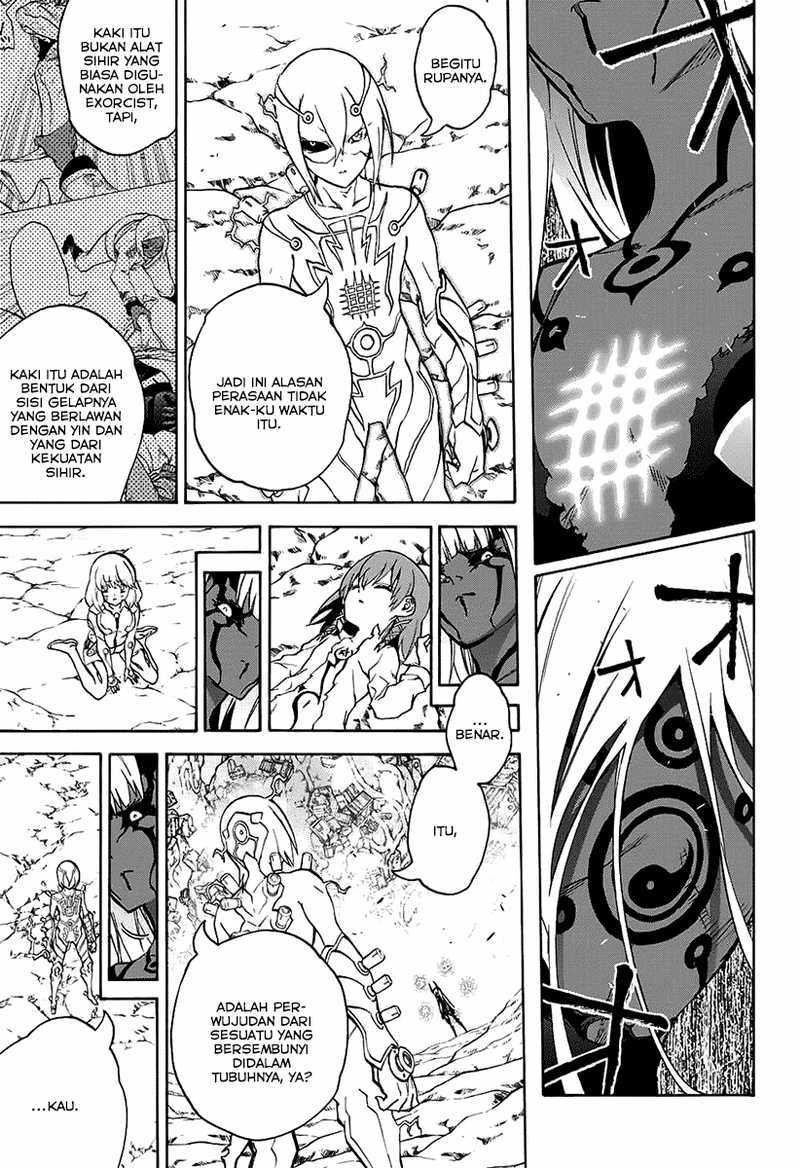 BEGITU
RUPANYA.
JADI INI ALASAN
PERASAAN TIDAK
ENAK-KU WAKTU
ITU.
KAKI ITU
BUKAN ALAT
SIHIR YANG
BIASA DIGU-
NAKAN OLEH
EXORCIST,
TAPI,
KAKI ITU ADALAH
BENTUK DARI
SISI GELAPNYA
YANG BERLAWAN
DENGAN YIN DAN
YANG DARI
KEKUATAN
SIHIR.
...
BENAR.
ITU,
ADALAH PER-
WUJUDAN DARI
SESUATU YANG
BERSEMBUNYI
DIDALAM
TUBUHNYA, YA?
...KAU.